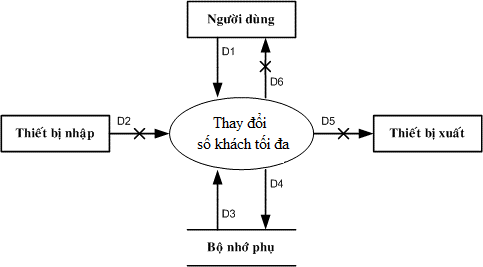 Người dùng
D1
D6
D2
D5
Thiết bị nhập
Thay đổi
số khách tối đa
Thiết bị xuất
D4
D3
Bộ nhớ phụ